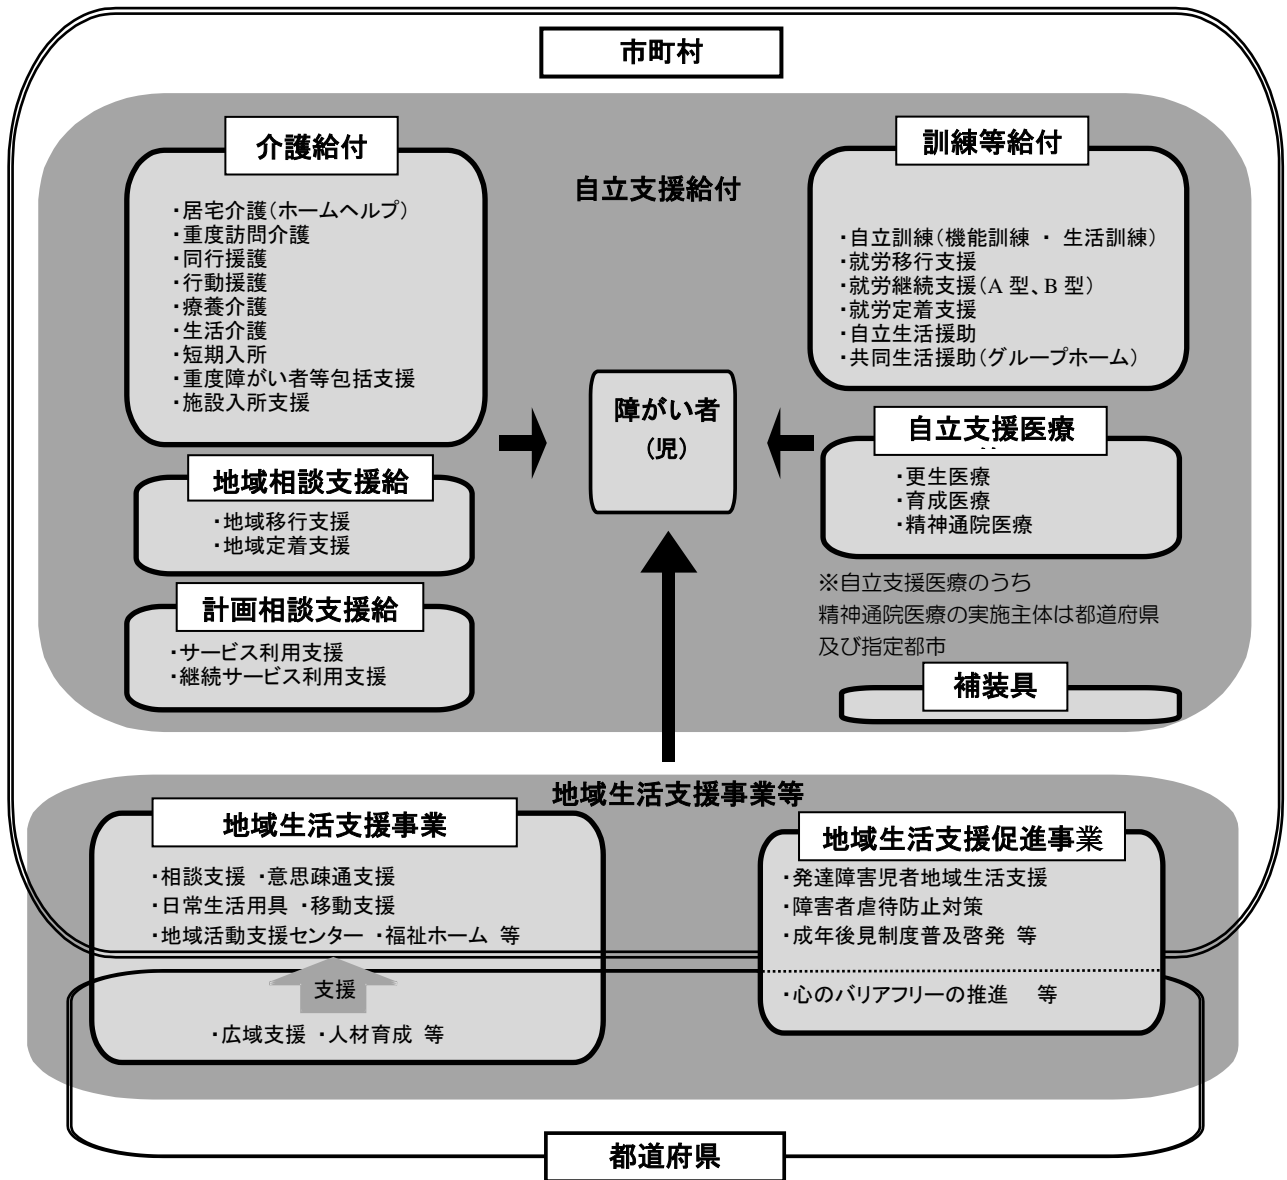 市町村
自立支援給付
介護給付
・居宅介護(ホームヘルプ)
・重度訪問介護
・同行援護
・行動援護
・療養介護
・生活介護
・短期入所
・重度障がい者等包括支援
・施設入所支援
地域相談支援給
・地域移行支援
・地域定着支援
計画相談支援給
・サービス利用支援
・継続サービス利用支援
障がい者
(児)
訓練等給付
・自立訓練(機能訓練 ・ 生活訓練)
・就労移行支援
・就労継続支援(A 型、B 型)
・就労定着支援
・自立生活援助
・共同生活援助(グループホーム)
自立支援医療
・更生医療
・育成医療
・精神通院医療
※自立支援医療のうち
精神通院医療の実施主体は都道府県
及び指定都市
補装具
地域生活支援事業等
地域生活支援事業
・相談支援 ・意思疎通支援
・日常生活用具 ・移動支援
・地域活動支援センター ・福祉ホーム 等
支援
・広域支援 ・人材育成 等
地域生活支援促進事業
・発達障害児者地域生活支援
・障害者虐待防止対策
・成年後見制度普及啓発 等
・心のバリアフリーの推進 等
都道府県